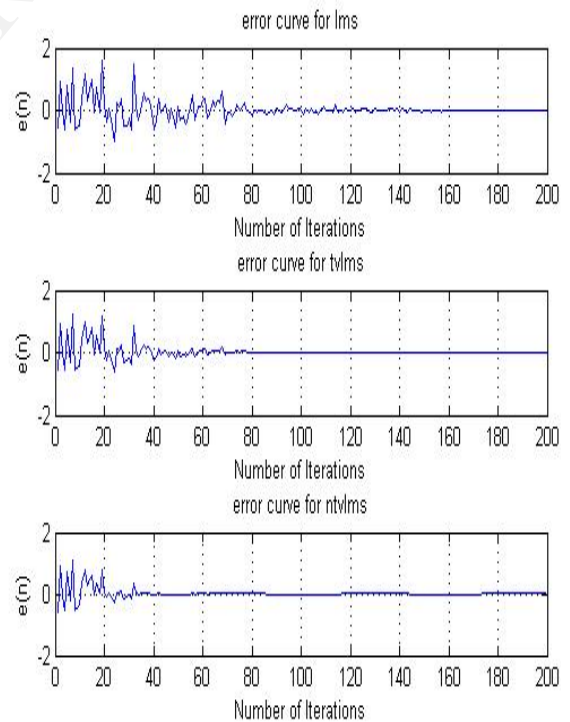 error curve for lms
2
0
-2
e(n)
0 20 40 60 80 100 120 140 160 180 200
Number of Iterations
error curve for tvlms
2
0
-2
e(n)
0 20 40 60 80 100 120 140 160 180 200
Number of Iterations
error curve for ntvlms
2
0
-2
e(n)
0 20 40 60 80 100 120 140 160 180 200
Number of Iterations